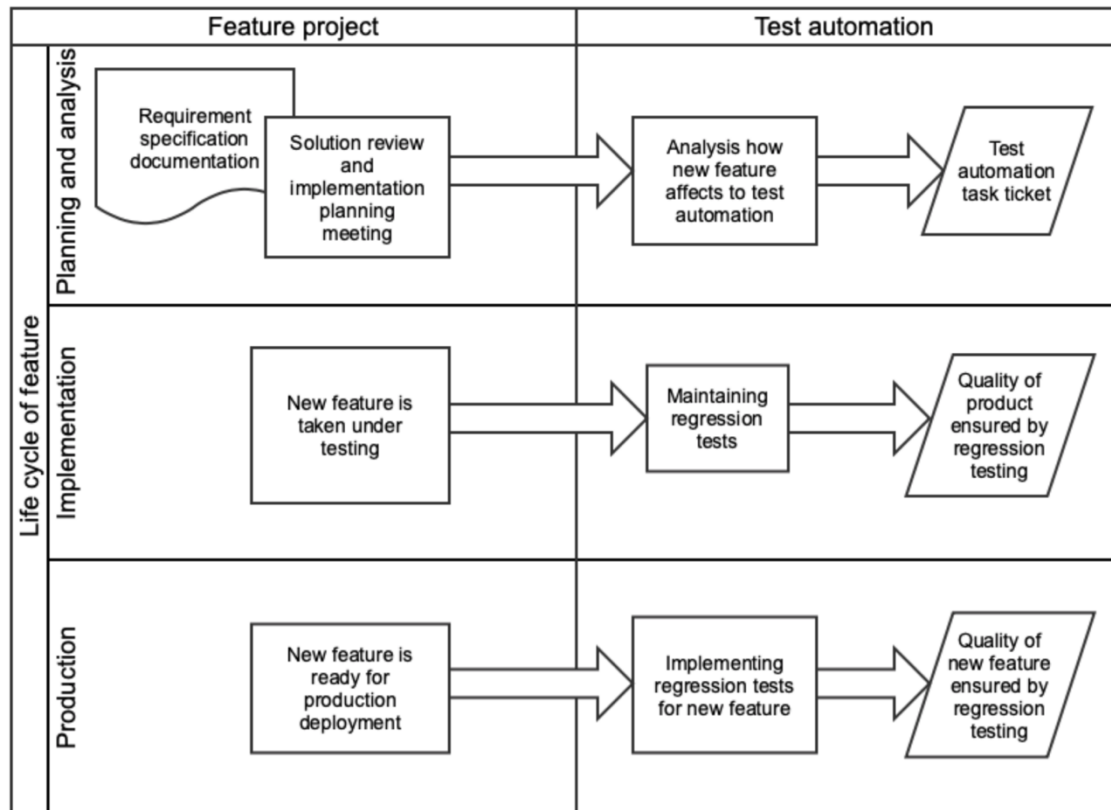 Feature project
Test automation
Life cycle of feature
Planning and analysis
Requirement
specification
documentation
Solution review
and
implementation
planning
meeting
Analysis how
new feature
affects to test
automation
Test
automation
task ticket
Implementation
New feature is
taken under
testing
Maintaining
regression
tests
Quality of
product
ensured by
regression
testing
Production
New feature is
ready for
production
deployment
Implementing
regression tests
for new feature
Quality of
new feature
ensured by
regression
testing